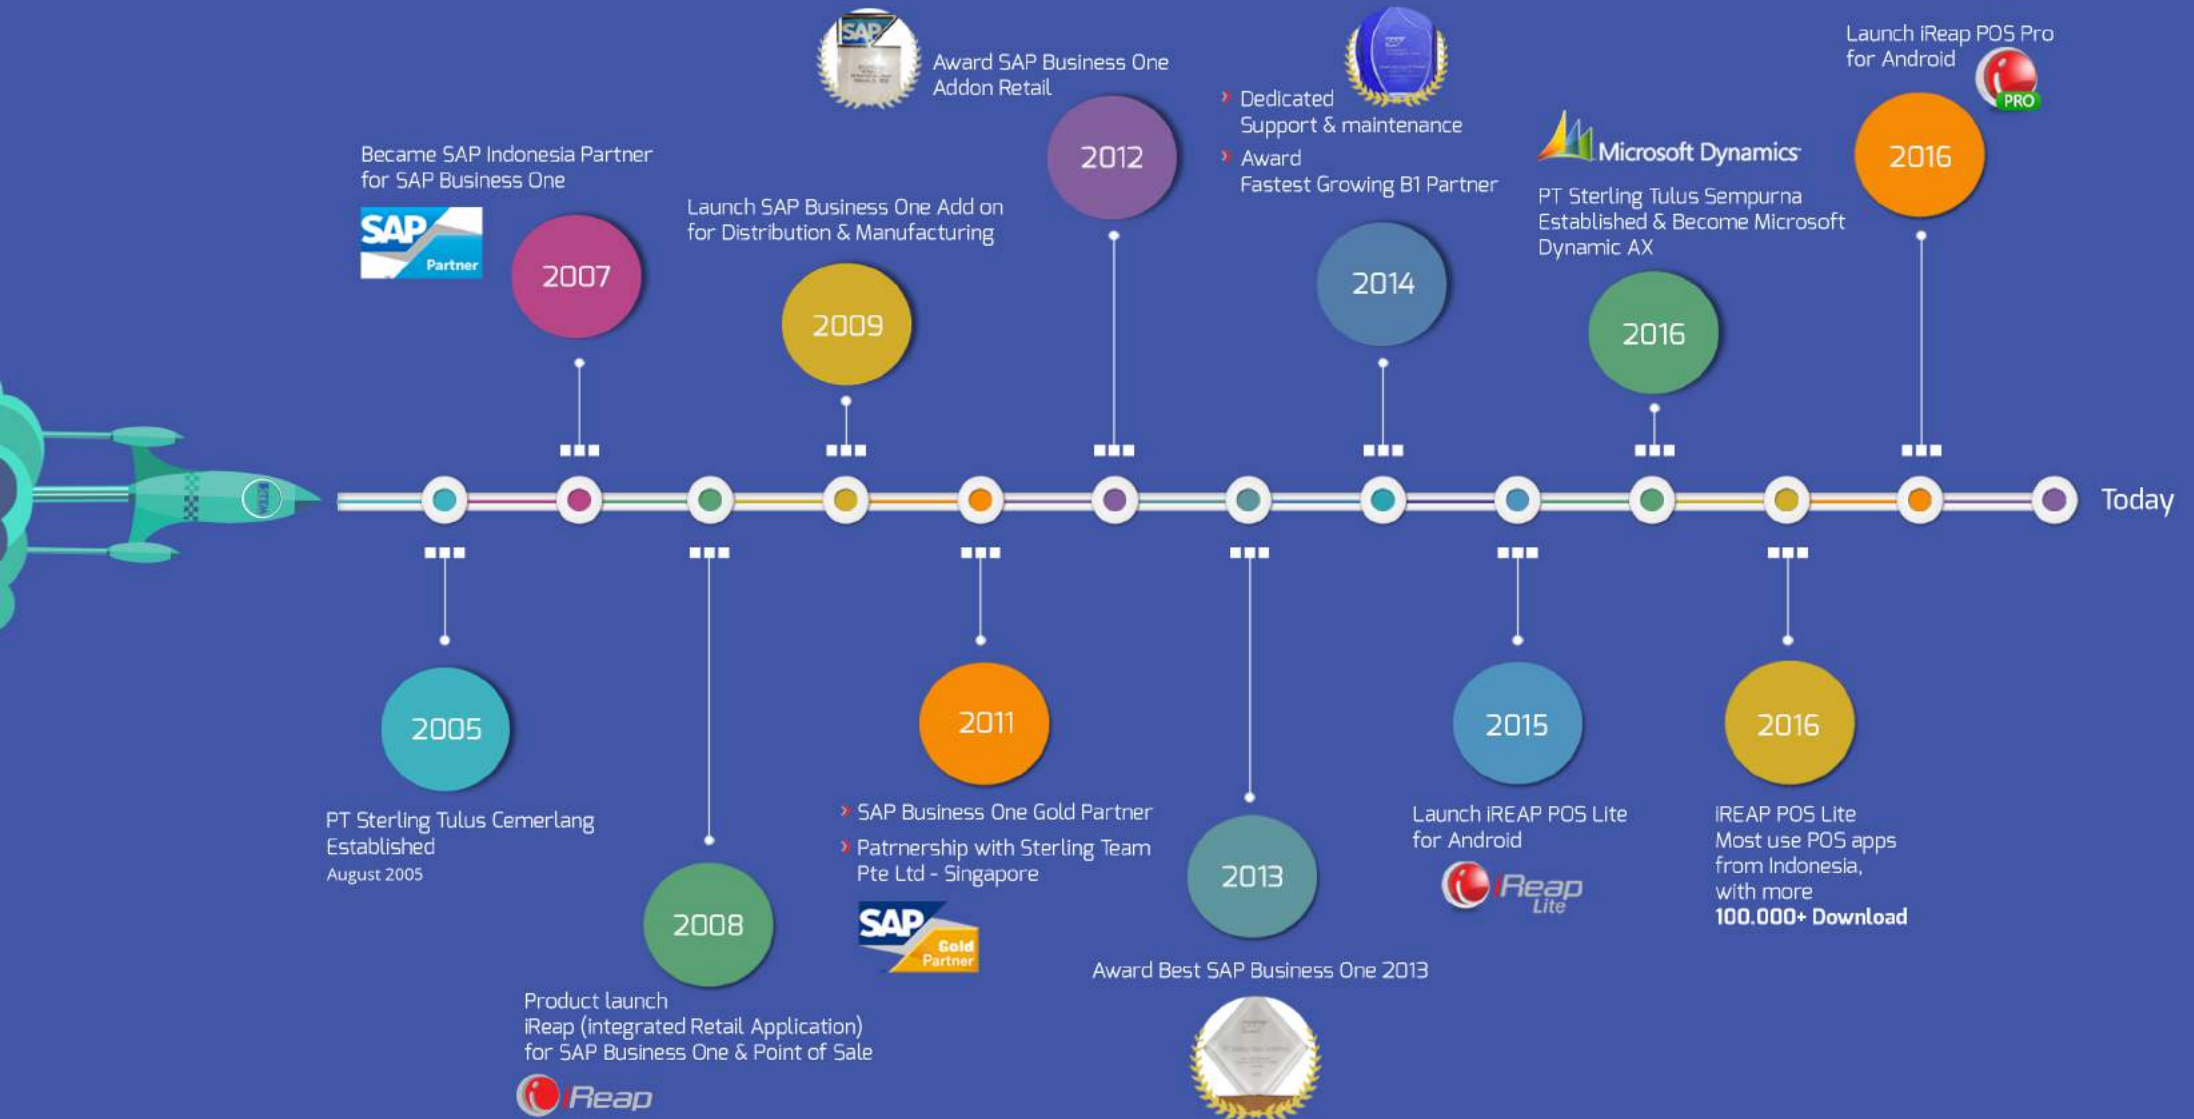 SAP
Award SAP Business One
Addon Retail
2012
Dedicated
Support & maintenance
Award
Fastest Growing B1 Partner
2014
Launch iReap POS Pro
for Android
PRO
2016
Microsoft Dynamics
PT Sterling Tulus Sempurna
Established & Become Microsoft
Dynamic AX
2016
Became SAP Indonesia Partner
for SAP Business One
SAP
Partner
2007
Launch SAP Business One Add on
for Distribution & Manufacturing
2009
Today
2005
PT Sterling Tulus Cemerlang
Established
August 2005
2008
Product launch
iReap (integrated Retail Application)
for SAP Business One & Point of Sale
iReap
2011
SAP Business One Gold Partner
Patrnership with Sterling Team
Pte Ltd - Singapore
SAP
Gold
Partner
2013
Award Best SAP Business One 2013
2015
Launch iREAP POS Lite
for Android
iReap
Lite
2016
IREAP POS Lite
Most use POS apps
from Indonesia,
with more
100.000+ Download